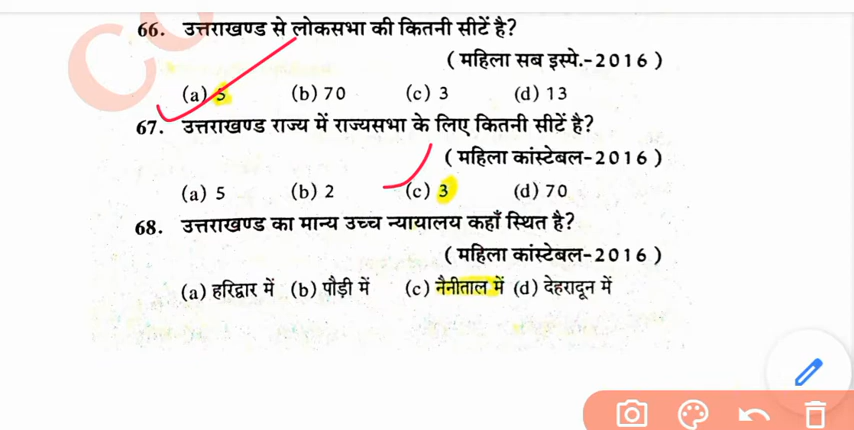 66. उत्तराखण्ड से लोकसभा की कितनी सीटें है?
( महिला सब इस्पे.-2016 )
(a) 5 (b) 70 (c) 3 (d) 13
67. उत्तराखण्ड राज्य में राज्यसभा के लिए कितनी सीटें है?
( महिला कांस्टेबल-2016 )
(a) 5 (b) 2 (c) 3 (d) 70
68. उत्तराखण्ड का मान्य उच्च न्यायालय कहाँ स्थित है?
( महिला कांस्टेबल-2016 )
(a) हरिद्वार में (b) पौड़ी में (c) नैनीताल में (d) देहरादून में